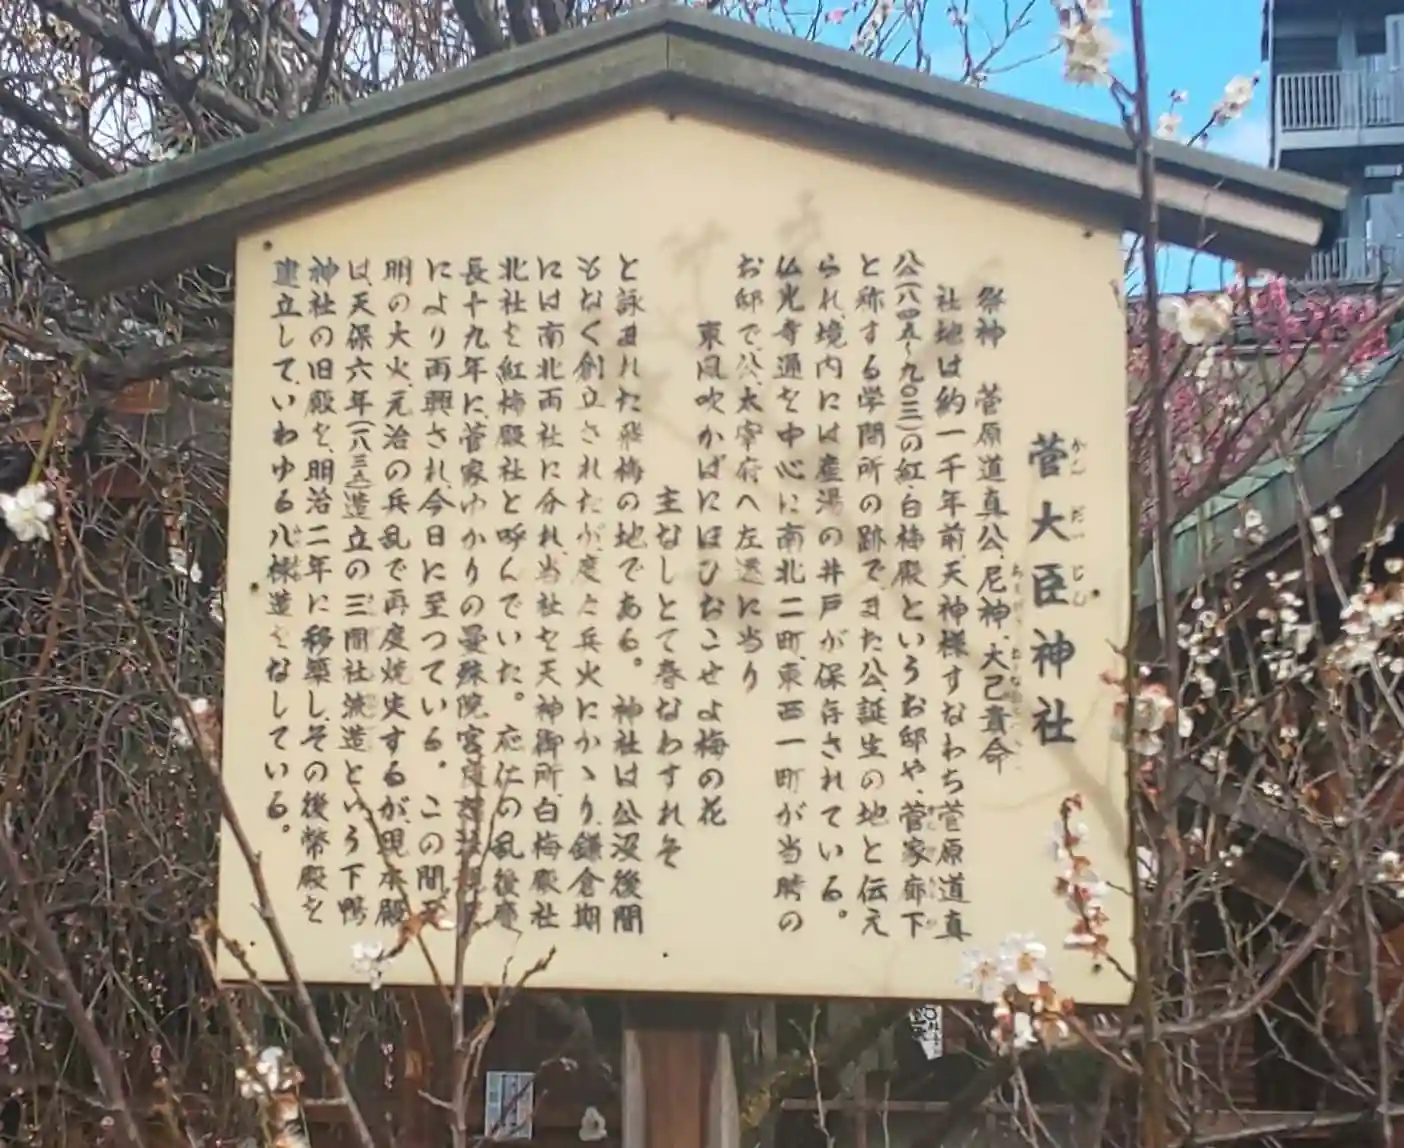 菅大臣神社
かん だい じん
祭神 菅原道真公、尼神、大己貴命
社地は約一千年前天神様すなわち菅原道真
公(八四五〜九〇三)の紅白梅殿というお邸や、菅家廊下
と称する学問所の跡で、また公誕生の地と伝え
られ、境内には産湯の井戸が保存されている。
仏光寺通を中心に南北二町、東西一町が当時の
お邸で、公、太宰府へ左遷に当り
東風吹かばにほひおこせよ梅の花
主なしとて春なわすれそ
と詠まれた飛梅の地である。 神社は公没後間
もなく創立されたが、度々兵火にかゝり、鎌倉期
には南北両社に分れ、当社を天神御所、白梅殿社
北社を紅梅殿社と呼んでいた。 応仁の乱後慶
長十九年に、菅家ゆかりの曼殊院宮
により再興され、今日に至つている。 この間天
明の大火、元治の兵乱で再度焼失するが、現本殿
は、天保六年(一八三五)造立の三間社流造という下鴨
神社の旧殿を、明治二年に移築し、その後幣殿を
建立して、いわゆる八棟造をなしている。